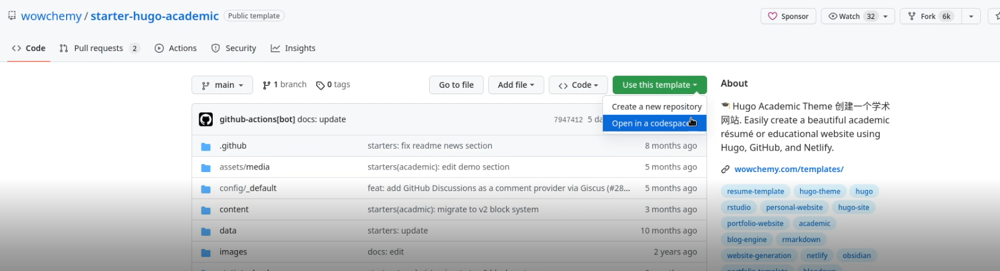 wowchemy / starter-hugo-academic Public template
Sponsor Watch 32 Fork 6k
Code Pull requests 2 Actions Security Insights
main 1 branch 0 tags Go to file Add file Code Use this template
Create a new repository
Open in a codespace
github-actions[bot] docs: update 7947412 5
.github starters: fix readme news section 8 months ago
assets/media starters(academic): edit demo section 5 months ago
config/_default feat: add GitHub Discussions as a comment provider via Giscus (#28... 5 months ago
content starters(acadmic): migrate to v2 block system 3 months ago
data starters: update 10 months ago
images docs: edit 2 years ago
About
Hugo Academic Theme 创建一个学术
网站. Easily create a beautiful academic
résumé or educational website using
Hugo, GitHub, and Netlify.
wowchemy.com/templates/
resume-template hugo-theme hugo
rstudio personal-website hugo-site
portfolio-website academic
blog-engine rmarkdown
website-generation netlify obsidian